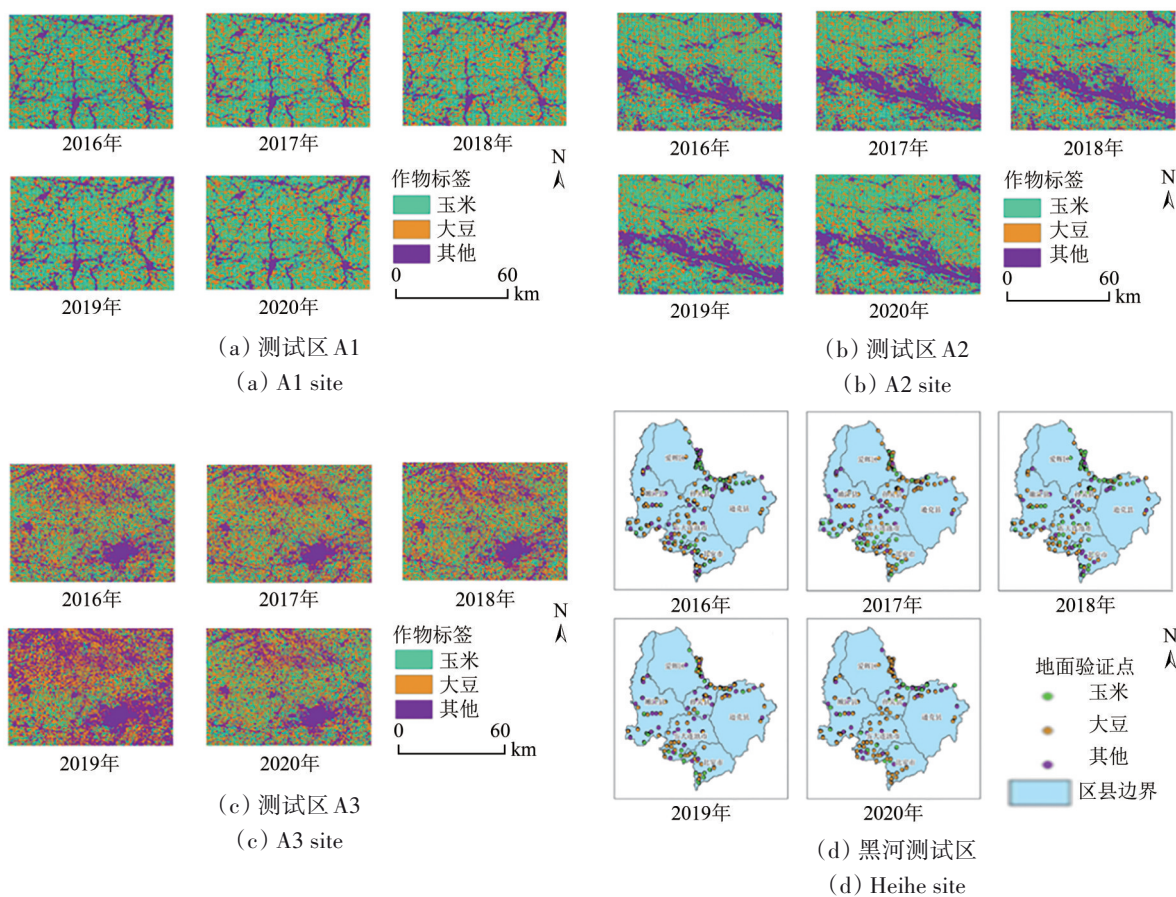 2016年
2017年
2018年
2019年
2020年
N
作物标签
玉米
大豆
其他
0 60
km
(a) 测试区 A1
(a) A1 site
2016年
2017年
2018年
2019年
2020年
N
作物标签
玉米
大豆
其他
0 60
km
(b) 测试区 A2
(b) A2 site
2016年
2017年
2018年
2019年
2020年
N
作物标签
玉米
大豆
其他
0 60
km
(c) 测试区 A3
(c) A3 site
2016年
2017年
2018年
2019年
2020年
N
地面验证点
玉米
大豆
其他
区县边界
(d) 黑河测试区
(d) Heihe site